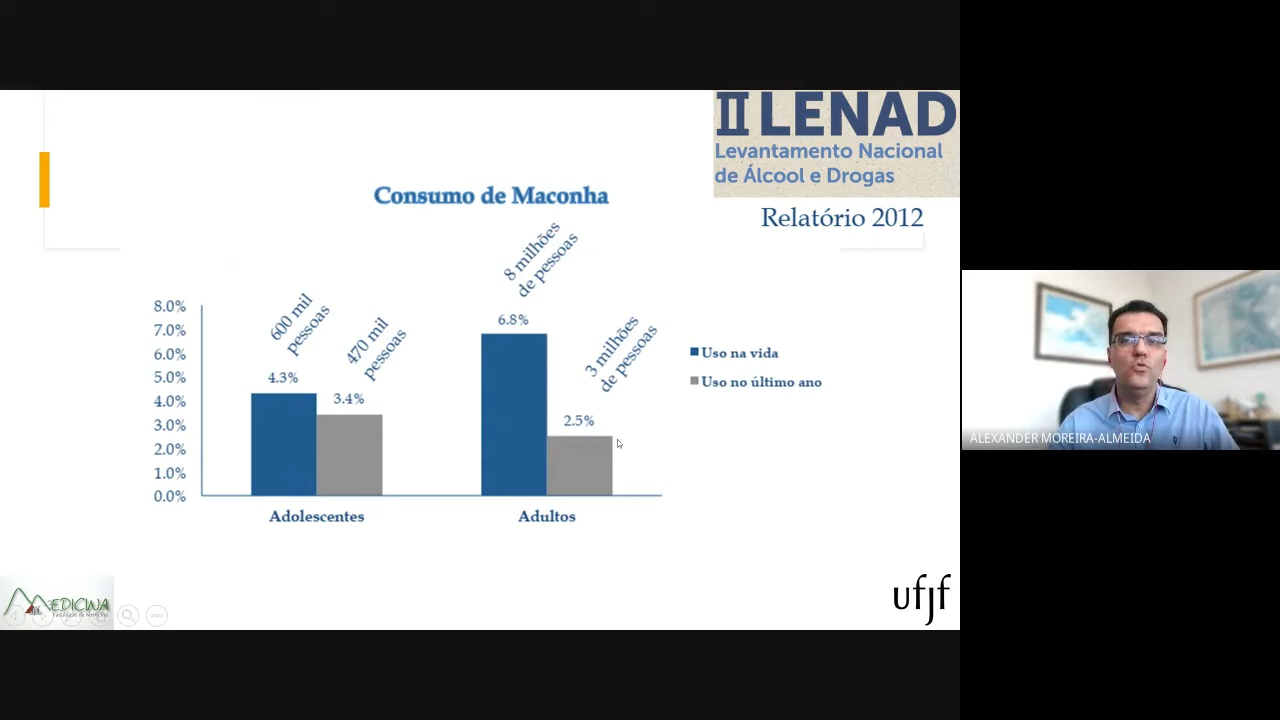 II LENAD
Levantamento Nacional
de Álcool e Drogas
Relatório 2012
Consumo de Maconha
8.0%
7.0%
6.0%
5.0%
4.0%
3.0%
2.0%
1.0%
0.0%
600 mil
pessoas
4.3%
470 mil
pessoas
3.4%
8 milhões
de pessoas
6.8%
3 milhões
de pessoas
2.5%
Adolescentes
Adultos
Uso na vida
Uso no último ano
MEDICINA
Faculdade de Medicina
ufjf
ALEXANDER MOREIRA-ALMEIDA